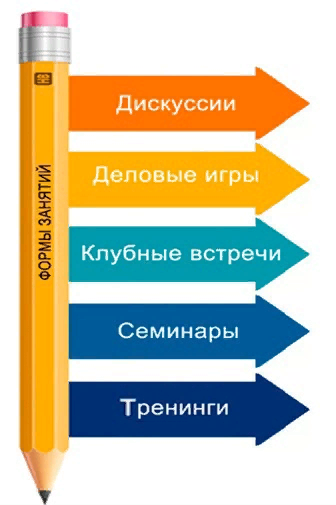 ФОРМЫ ЗАНЯТИЙ
Дискуссии
Деловые игры
Клубные встречи
Семинары
Тренинги